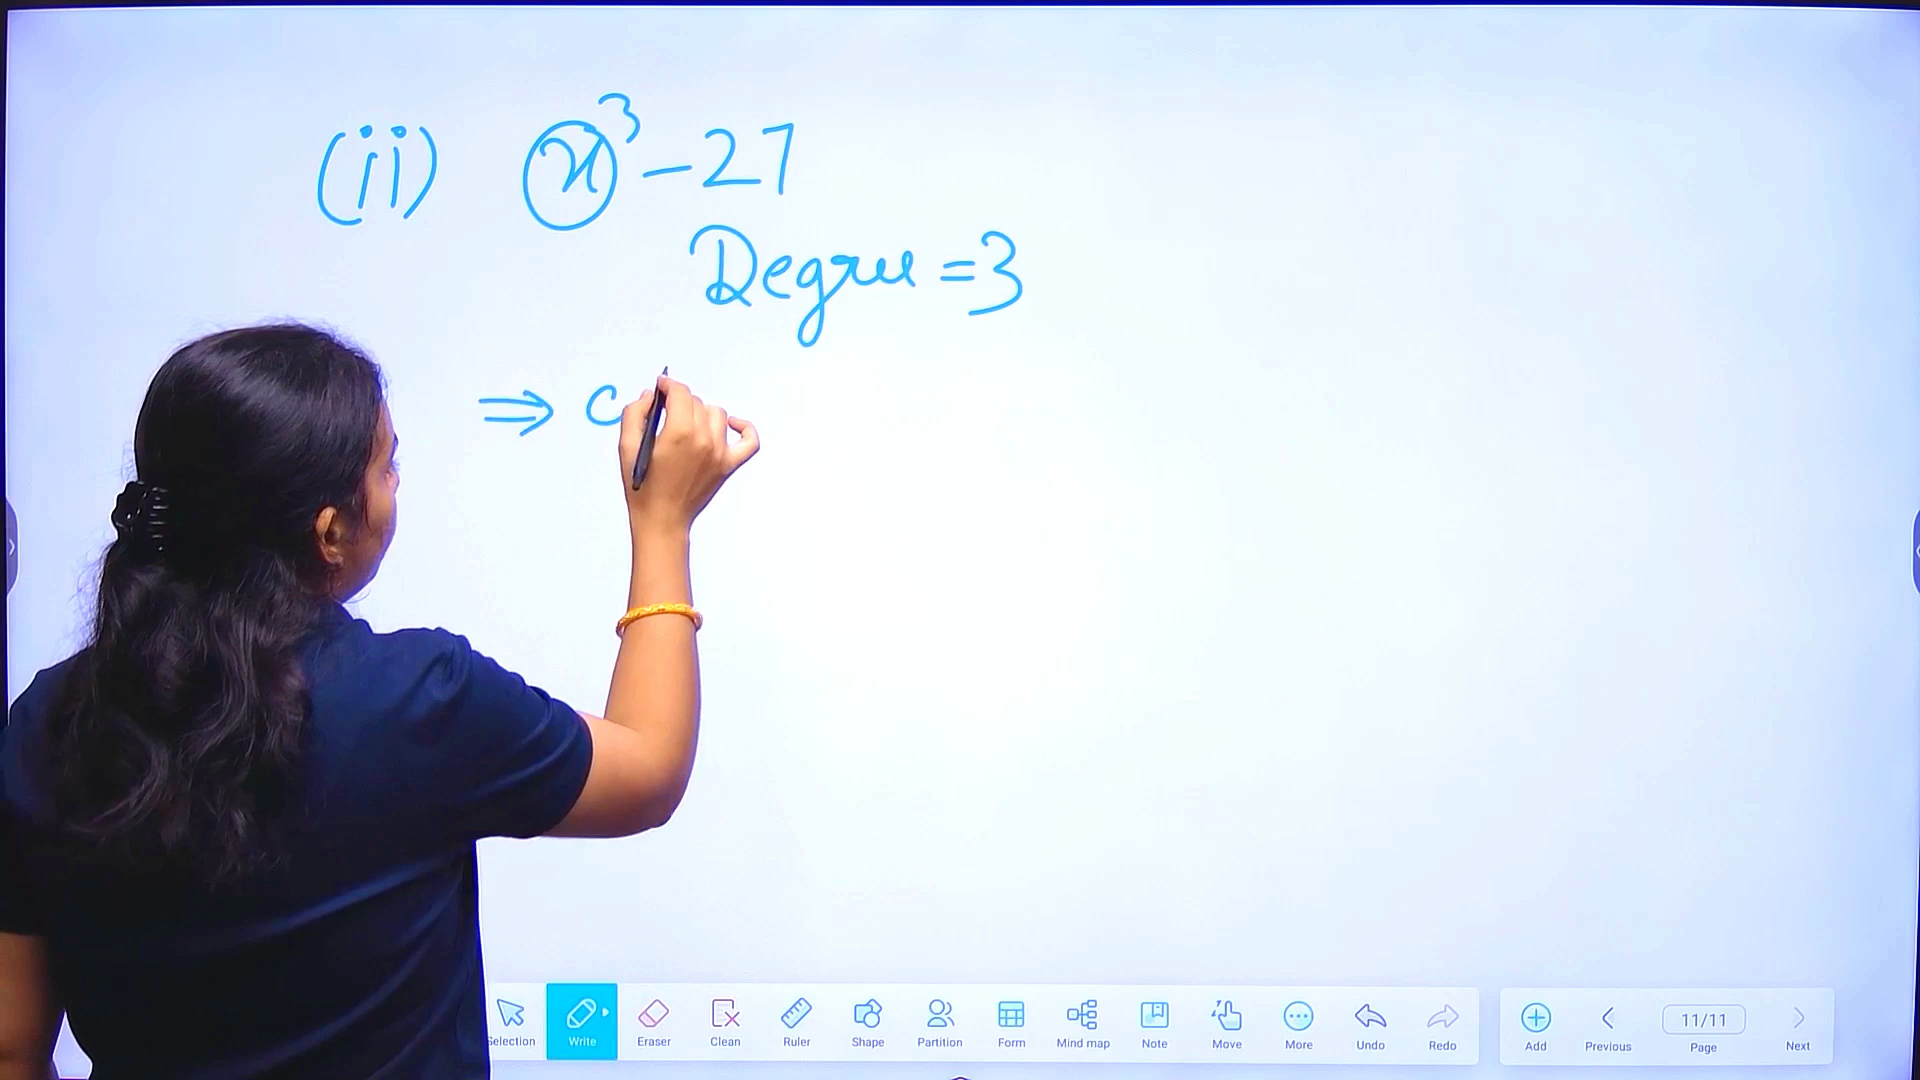 (ii) x³ - 27
Degree = 3
⇒ C
Selection Write Eraser Clean Ruler Shape Partition Form Mind map Note Move More Undo Redo Add Previous 11/11 Page Next